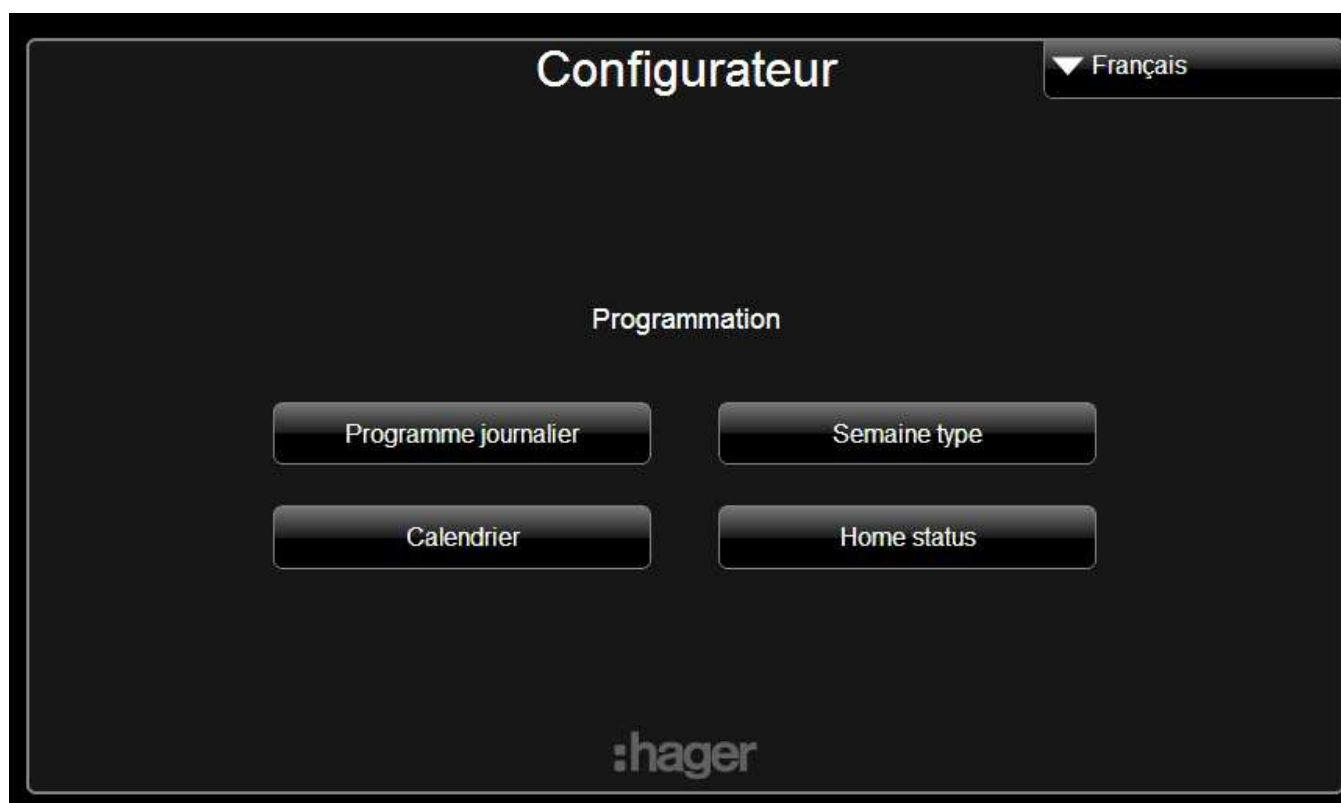 Configurateur
Français
Programmation
Programme journalier
Semaine type
Calendrier
Home status
:hager